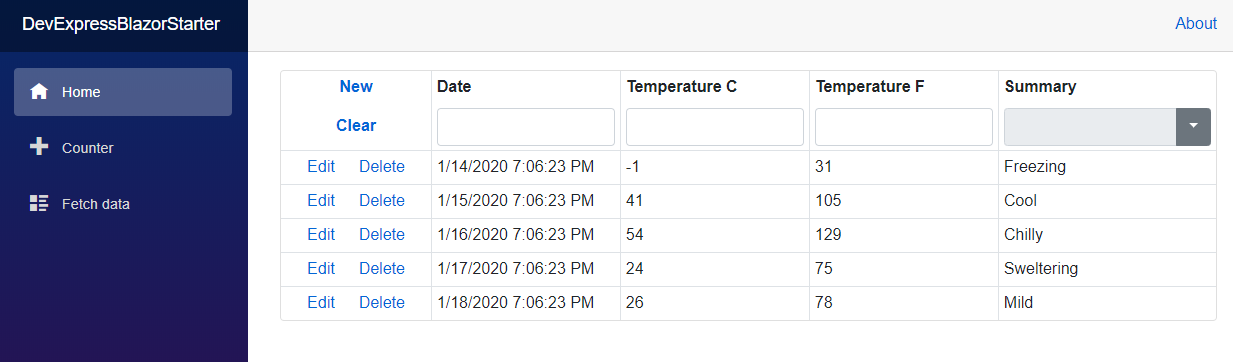 DevExpressBlazorStarter
About
Home
Counter
Fetch data
New Date Temperature C Temperature F Summary
Clear
Edit Delete 1/14/2020 7:06:23 PM -1 31 Freezing
Edit Delete 1/15/2020 7:06:23 PM 41 105 Cool
Edit Delete 1/16/2020 7:06:23 PM 54 129 Chilly
Edit Delete 1/17/2020 7:06:23 PM 24 75 Sweltering
Edit Delete 1/18/2020 7:06:23 PM 26 78 Mild